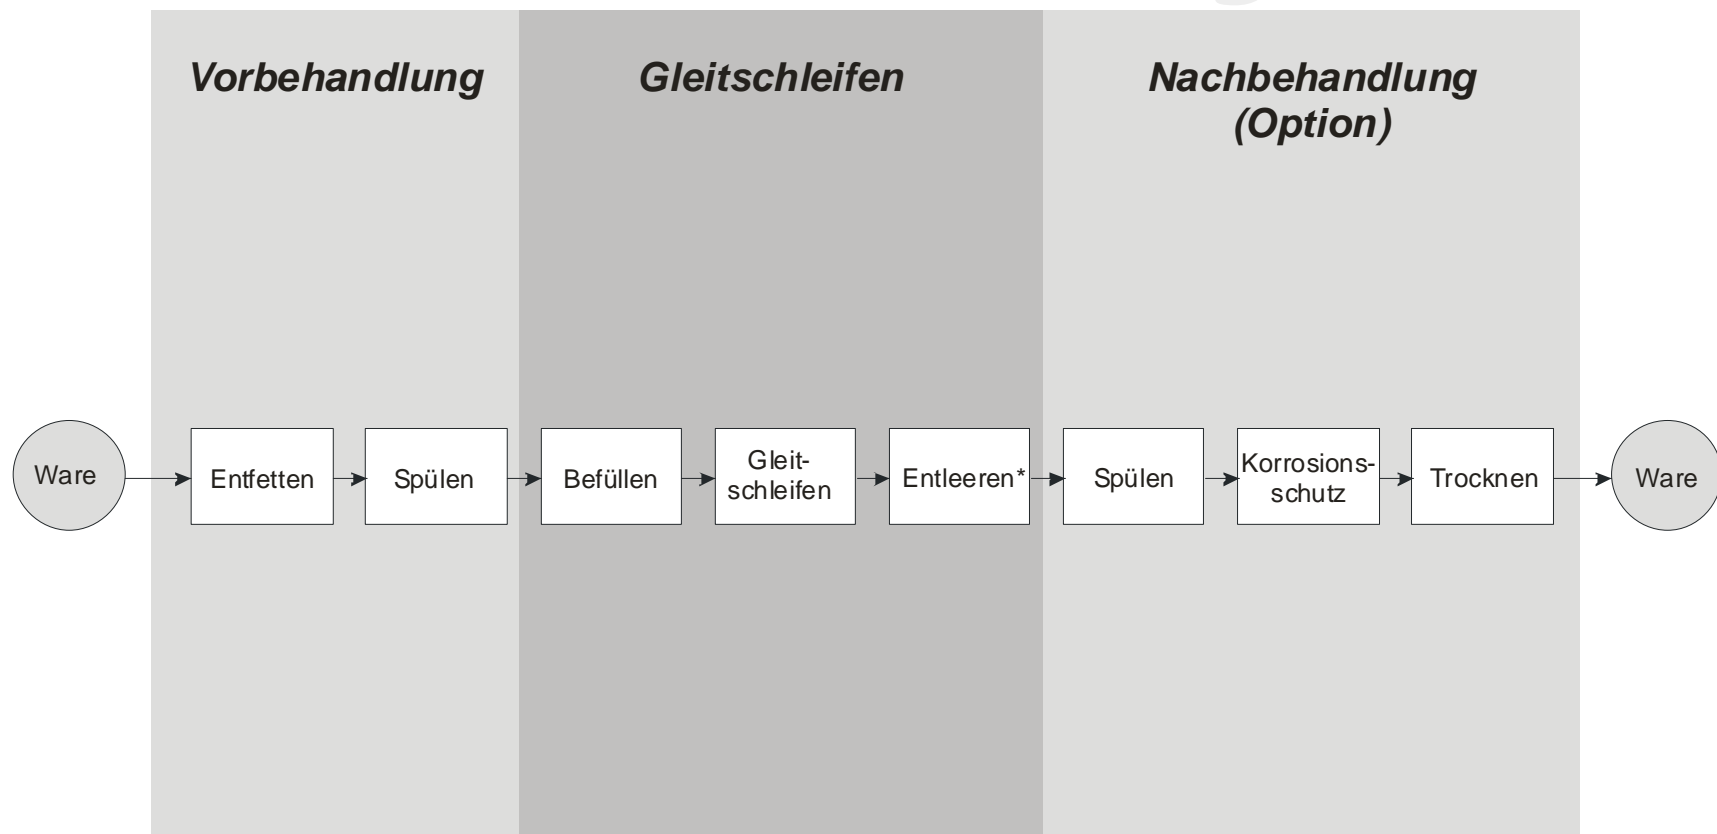 Vorbehandlung
Gleitschleifen
Nachbehandlung
(Option)
Ware
Entfetten
Spülen
Befüllen
Gleit-
schleifen
Entleeren*
Spülen
Korrosions-
schutz
Trocknen
Ware